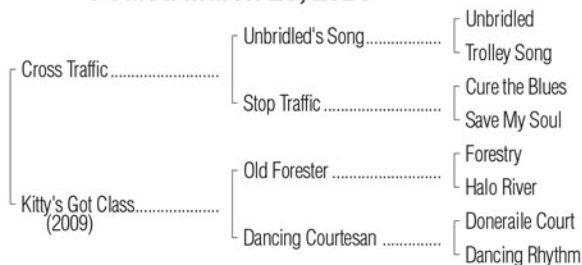 Unbridled
Unbridled's Song
Trolley Song
Cross Traffic
Cure the Blues
Stop Traffic
Save My Soul
Forestry
Old Forester
Halo River
Kitty's Got Class
(2009)
Doneraile Court
Dancing Courtesan
Dancing Rhythm